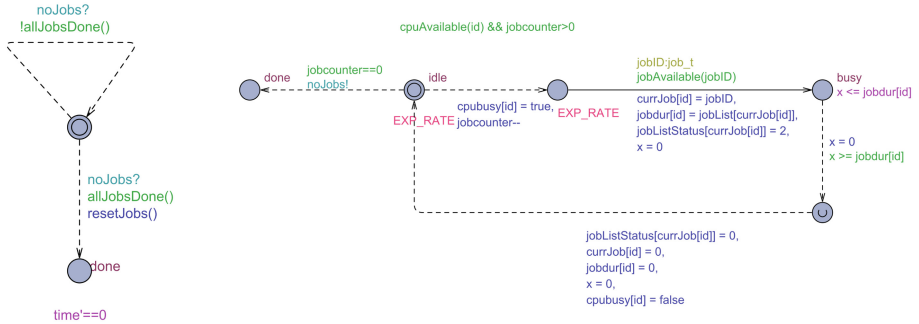 noJobs?
!allJobsDone()
noJobs?
allJobsDone()
resetJobs()
done
time'==0
cpuAvailable(id) && jobcounter>0
done
jobcounter==0
noJobs!
idle
EXP_RATE
cpubusy[id] = true,
jobcounter--
EXP_RATE
jobID:job_t
jobAvailable(jobID)
currJob[id] = jobID,
jobdur[id] = jobList[currJob[id]],
jobListStatus[currJob[id]] = 2,
x = 0
busy
x <= jobdur[id]
x = 0
x >= jobdur[id]
jobListStatus[currJob[id]] = 0,
currJob[id] = 0,
jobdur[id] = 0,
x = 0,
cpubusy[id] = false